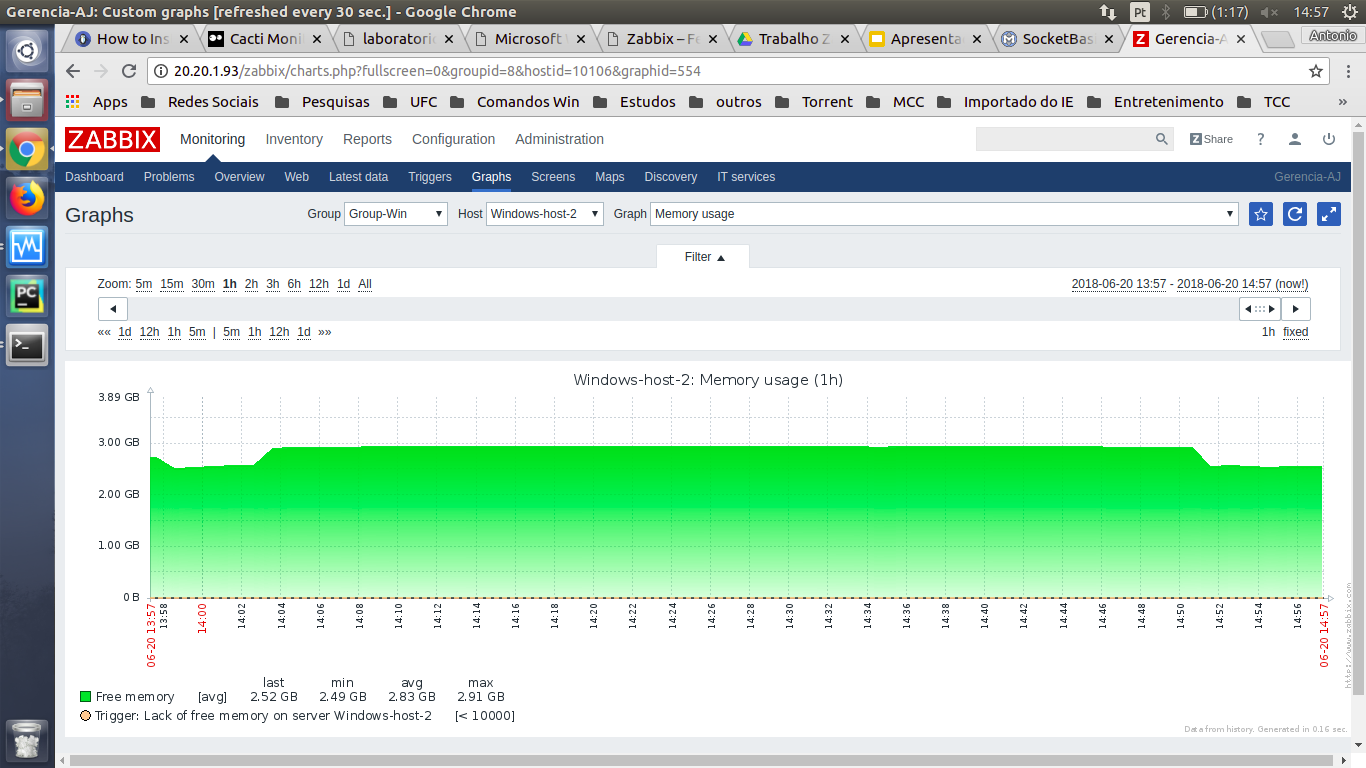 Gerencia-AJ: Custom graphs [refreshed every 30 sec.] - Google Chrome
Pt
(1:17)
14:57
How to Ins
Cacti Moni
laboratorio
Microsoft
Zabbix – Fe
Trabalho Z
Apresenta
SocketBas
Gerencia-A
Antonio
20.20.1.93/zabbix/charts.php?fullscreen=0&groupid=8&hostid=10106&graphid=554
Apps
Redes Sociais
Pesquisas
UFC
Comandos Win
Estudos
outros
Torrent
MCC
Importado do IE
Entretenimento
TCC
»
ZABBIX
Monitoring
Inventory
Reports
Configuration
Administration
Z Share
?
Dashboard
Problems
Overview
Web
Latest data
Triggers
Graphs
Screens
Maps
Discovery
IT services
Gerencia-AJ
Graphs
Group Group-Win
Host Windows-host-2
Graph Memory usage
Filter
Zoom: 5m 15m 30m 1h 2h 3h 6h 12h 1d All
2018-06-20 13:57 - 2018-06-20 14:57 (now!)
«« 1d 12h 1h 5m | 5m 1h 12h 1d »»
1h fixed
Windows-host-2: Memory usage (1h)
3.89 GB
3.00 GB
2.00 GB
1.00 GB
0 B
06-20 13:57
13:58
14:00
14:02
14:04
14:06
14:08
14:10
14:12
14:14
14:16
14:18
14:20
14:22
14:24
14:26
14:28
14:30
14:32
14:34
14:36
14:38
14:40
14:42
14:44
14:46
14:48
14:50
14:52
14:54
14:56
06-20 14:57
http://www.zabbix.com
last min avg max
Free memory [avg] 2.52 GB 2.49 GB 2.83 GB 2.91 GB
Trigger: Lack of free memory on server Windows-host-2 [< 10000]
Data from history. Generated in 0.16 sec.
PC
>_